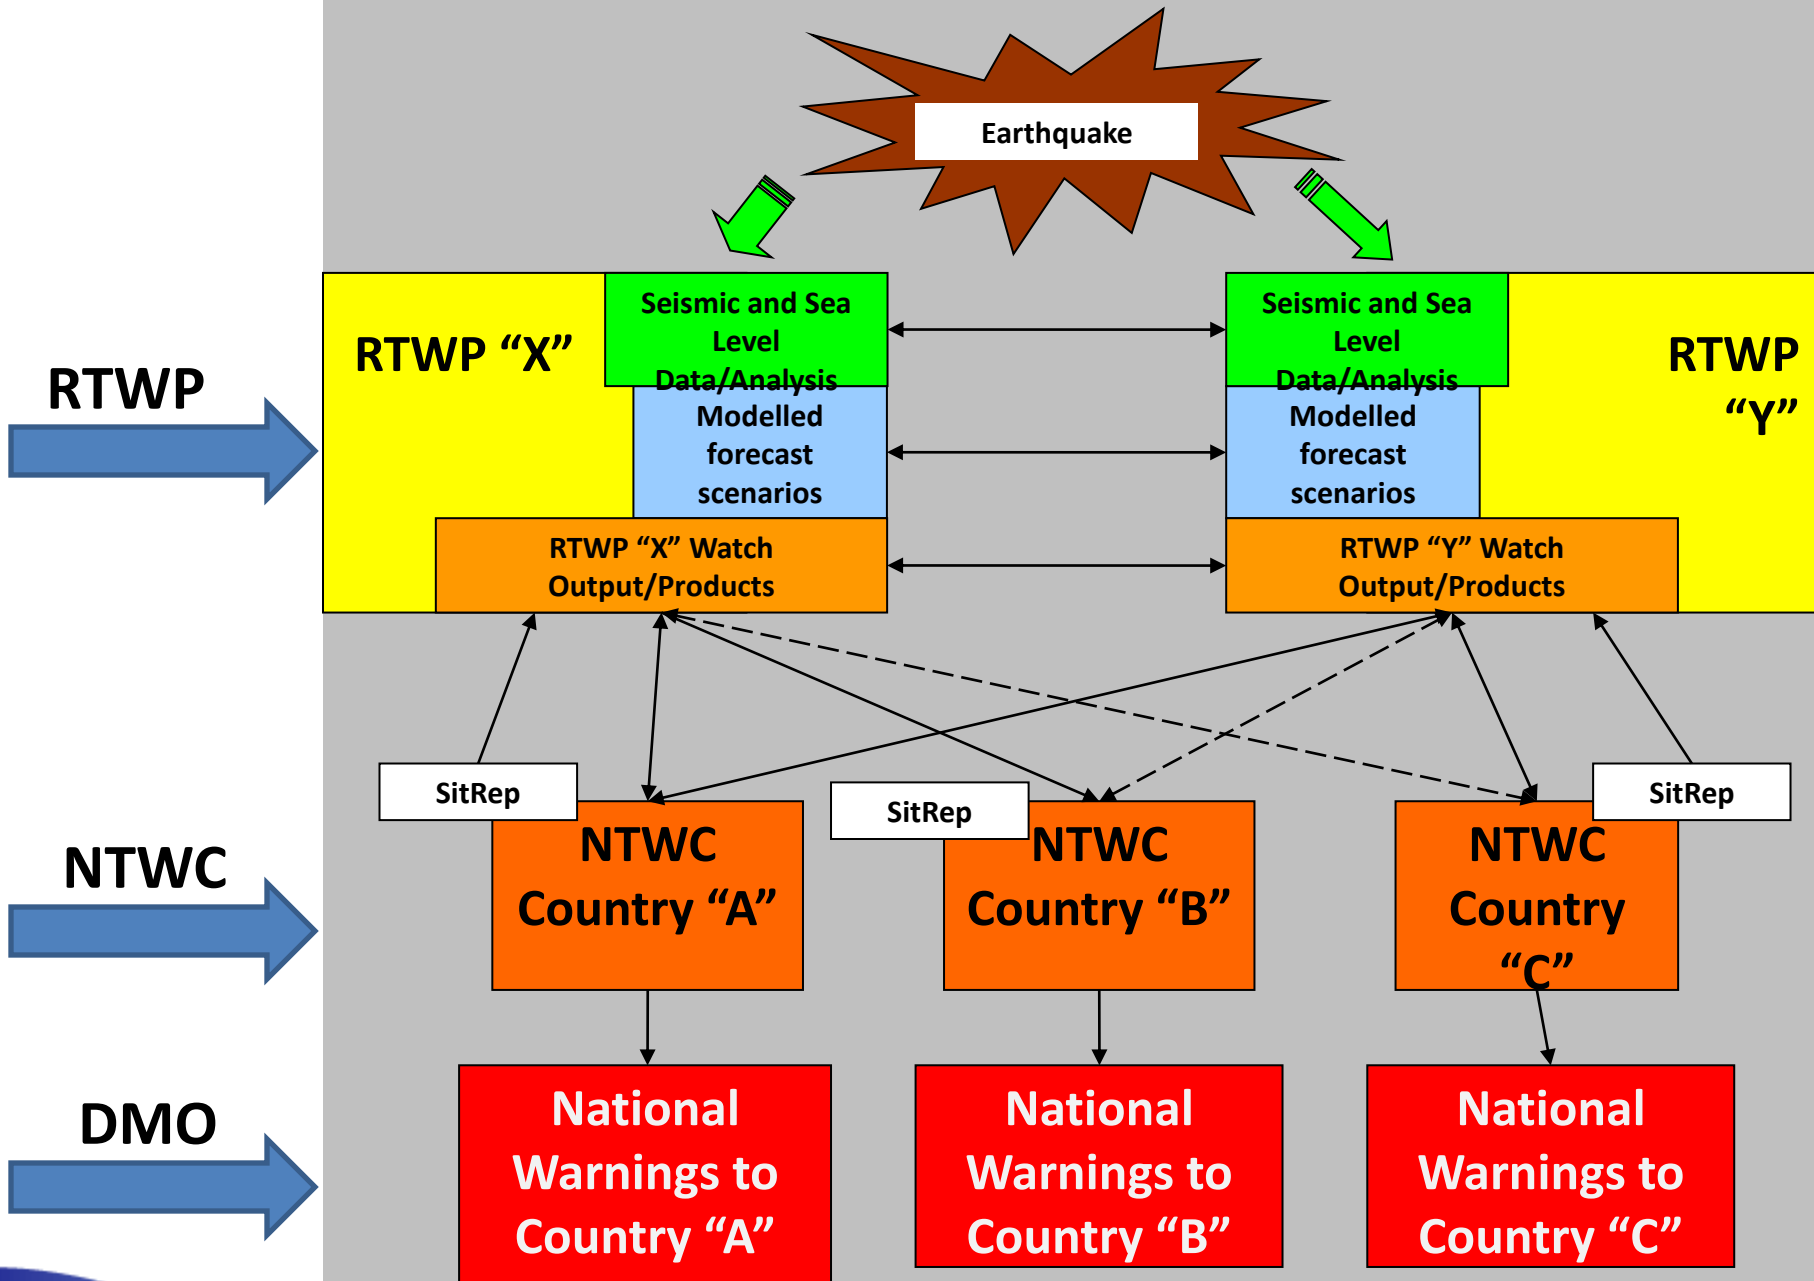 Earthquake
RTWP
RTWP “X”
Seismic and Sea
Level
Data/Analysis
Modelled
forecast
scenarios
RTWP “X” Watch
Output/Products
Seismic and Sea
Level
Data/Analysis
Modelled
forecast
scenarios
RTWP “Y” Watch
Output/Products
RTWP
“Y”
NTWC
SitRep
NTWC
Country “A”
SitRep
NTWC
Country “B”
SitRep
NTWC
Country
“C”
DMO
National
Warnings to
Country “A”
National
Warnings to
Country “B”
National
Warnings to
Country “C”